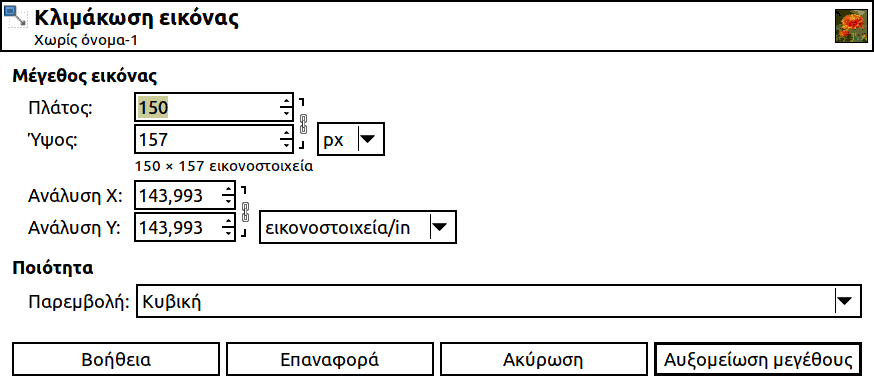 Κλιμάκωση εικόνας
Χωρίς όνομα-1
Μέγεθος εικόνας
Πλάτος: 150
Ύψος: 157 px
150 × 157 εικονοστοιχεία
Ανάλυση X: 143,993
Ανάλυση Y: 143,993 εικονοστοιχεία/in
Ποιότητα
Παρεμβολή: Κυβική
Βοήθεια Επαναφορά Ακύρωση Αυξομείωση μεγέθους